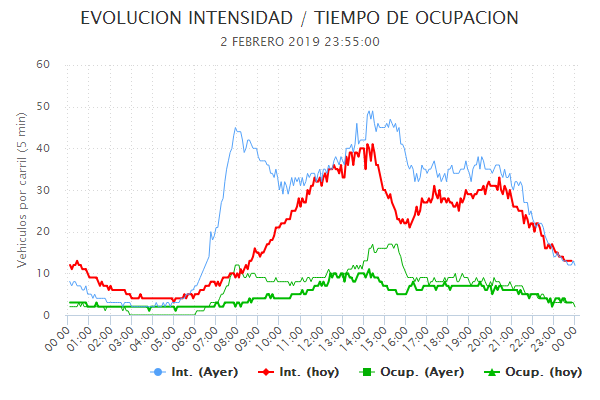 EVOLUCION INTENSIDAD / TIEMPO DE OCUPACION
2 FEBRERO 2019 23:55:00
Vehículos por carril (5 min)
60
50
40
30
20
10
0
00:00 01:00 02:00 03:00 04:00 05:00 06:00 07:00 08:00 09:00 10:00 11:00 12:00 13:00 14:00 15:00 16:00 17:00 18:00 19:00 20:00 21:00 22:00 23:00 00:00
Int. (Ayer) Int. (hoy) Ocup. (Ayer) Ocup. (hoy)